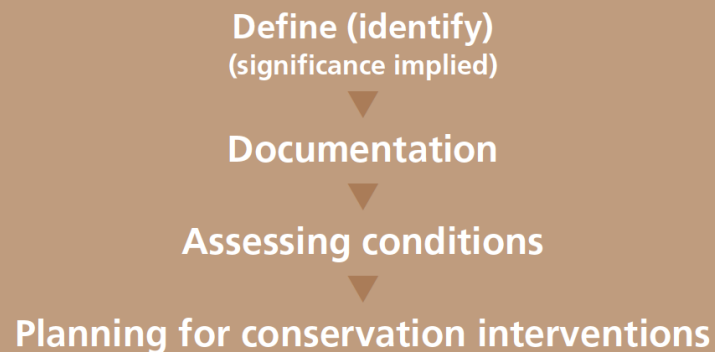 Define (identify)
(significance implied)
Documentation
Assessing conditions
Planning for conservation interventions